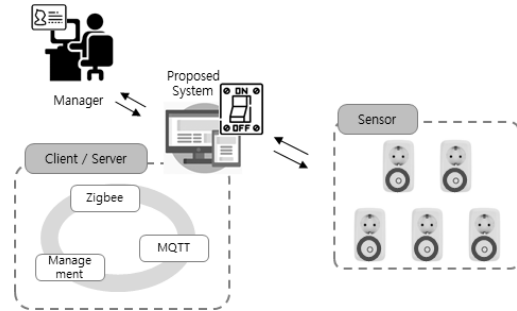 Manager
Proposed
System
ON
OFF
Sensor
Client / Server
Zigbee
MQTT
Manage
ment